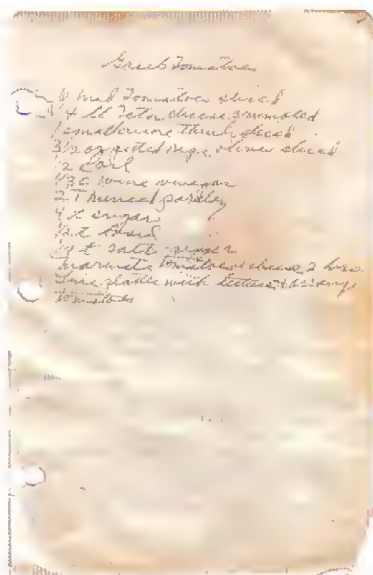 Greek Tomatoes
6 med Tomatoes sliced
1/4 lb Feta cheese crumbled
1 small onion thinly sliced
3 1/2 oz pitted ripe olives sliced
1/2 c oil
1/3 c wine vinegar
2 T minced parsley
4 t sugar
1/2 t basil
1/4 t salt pepper
Marinate tomatoes & cheese 2 hrs.
Line platter with lettuce & arrange
tomatoes